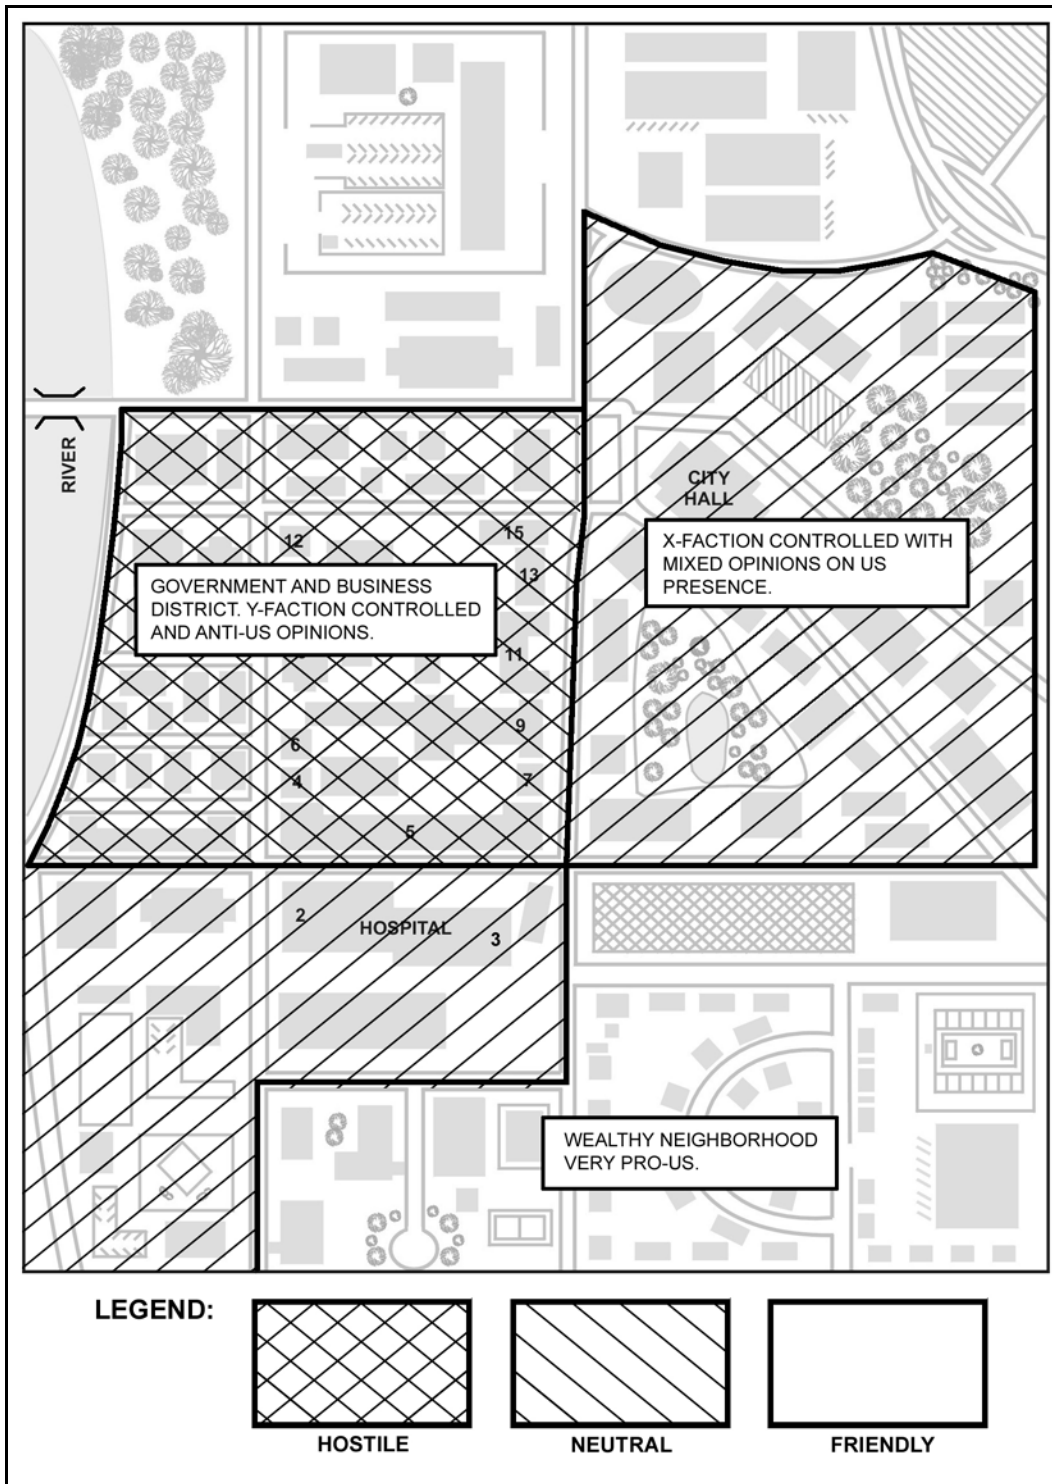 RIVER
CITY
HALL
12
15
X-FACTION CONTROLLED WITH
MIXED OPINIONS ON US
PRESENCE.
13
GOVERNMENT AND BUSINESS
DISTRICT. Y-FACTION CONTROLLED
AND ANTI-US OPINIONS.
11
9
6
4
7
5
2
HOSPITAL
3
WEALTHY NEIGHBORHOOD
VERY PRO-US.
LEGEND:
HOSTILE
NEUTRAL
FRIENDLY